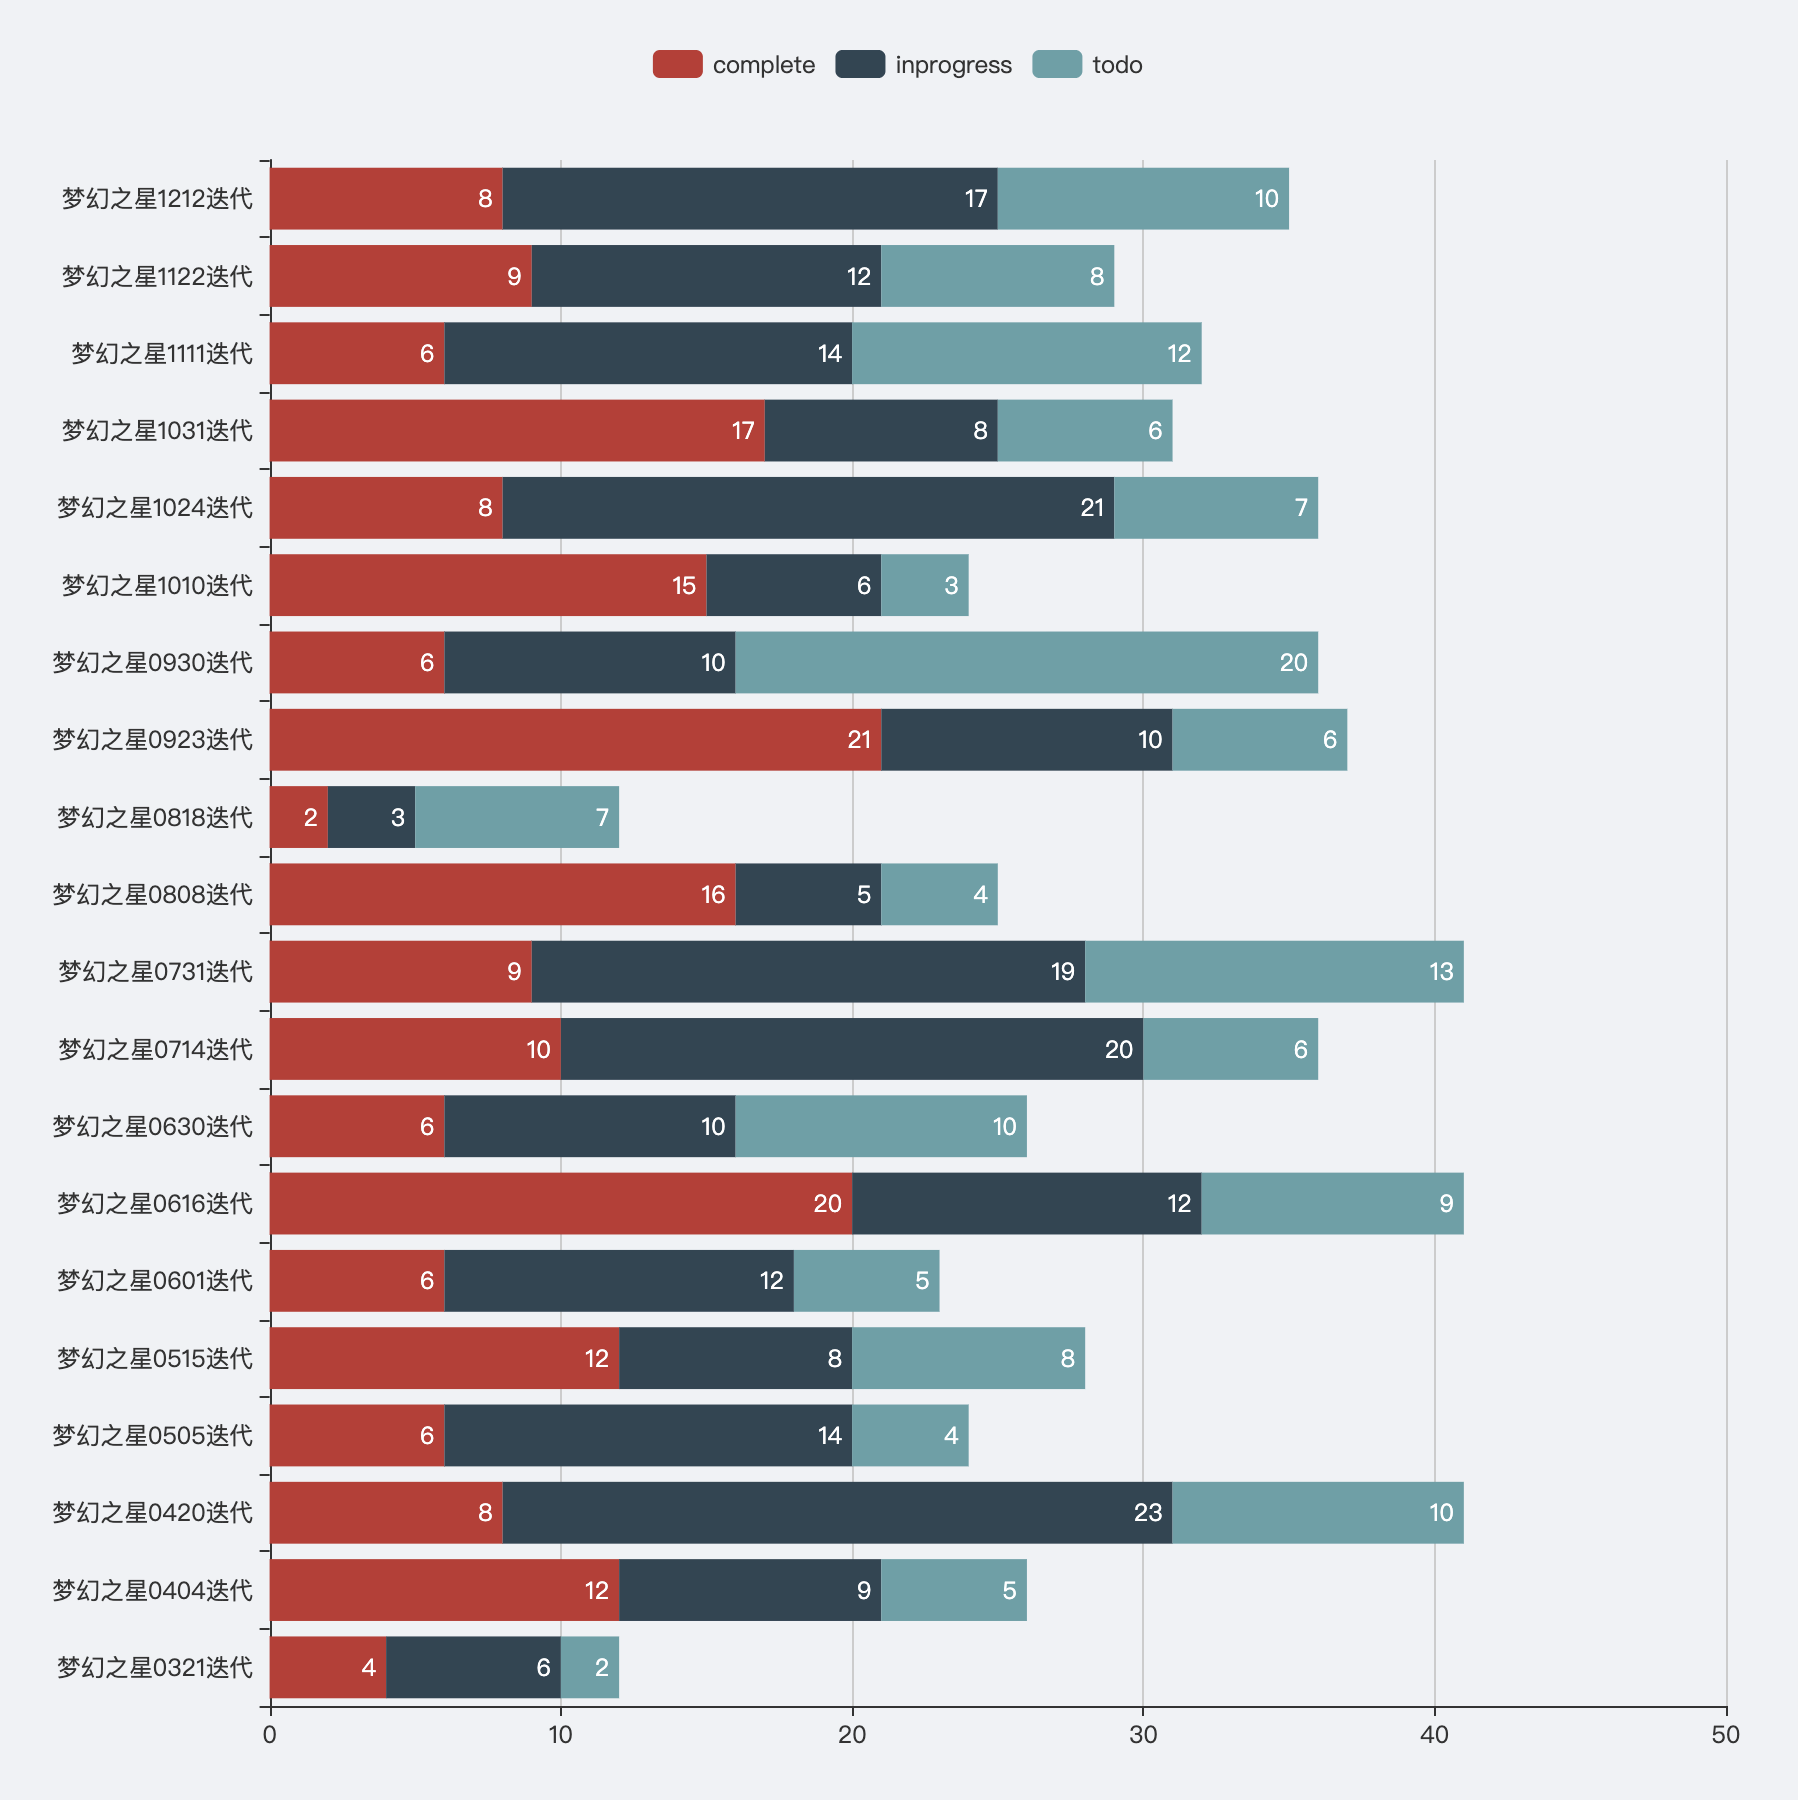 complete inprogress todo
梦幻之星1212迭代 8 17 10
梦幻之星1122迭代 9 12 8
梦幻之星1111迭代 6 14 12
梦幻之星1031迭代 17 8 6
梦幻之星1024迭代 8 21 7
梦幻之星1010迭代 15 6 3
梦幻之星0930迭代 6 10 20
梦幻之星0923迭代 21 10 6
梦幻之星0818迭代 2 3 7
梦幻之星0808迭代 16 5 4
梦幻之星0731迭代 9 19 13
梦幻之星0714迭代 10 20 6
梦幻之星0630迭代 6 10 10
梦幻之星0616迭代 20 12 9
梦幻之星0601迭代 6 12 5
梦幻之星0515迭代 12 8 8
梦幻之星0505迭代 6 14 4
梦幻之星0420迭代 8 23 10
梦幻之星0404迭代 12 9 5
梦幻之星0321迭代 4 6 2
0 10 20 30 40 50